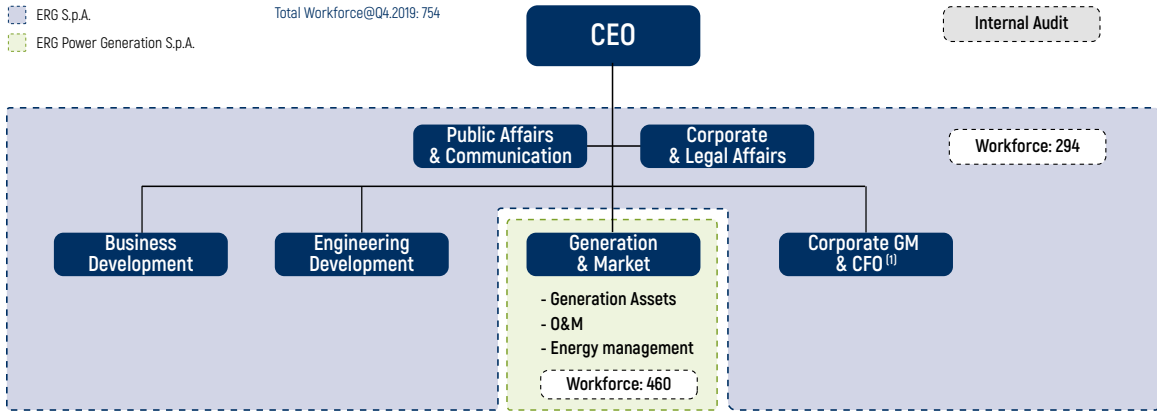 ERG S.p.A.
Total Workforce@Q4.2019: 754
ERG Power Generation S.p.A.
CEO
Internal Audit
Public Affairs
& Communication
Corporate
& Legal Affairs
Workforce: 294
Business
Development
Engineering
Development
Generation
& Market
Corporate GM
& CFO (1)
- Generation Assets
- O&M
- Energy management
Workforce: 460